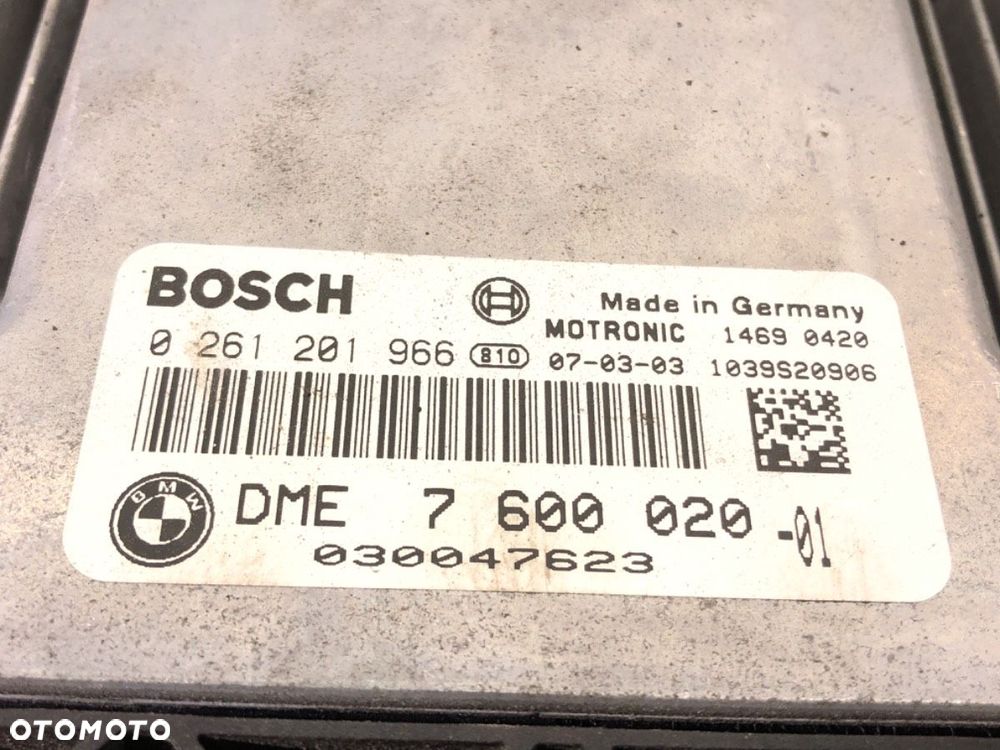 BOSCH
Made in Germany
MOTRONIC 1469 0420
0 261 201 966 810 07-03-03 1039S20906
BMW
DME 7 600 020 -01
030047623
OTOMOTO